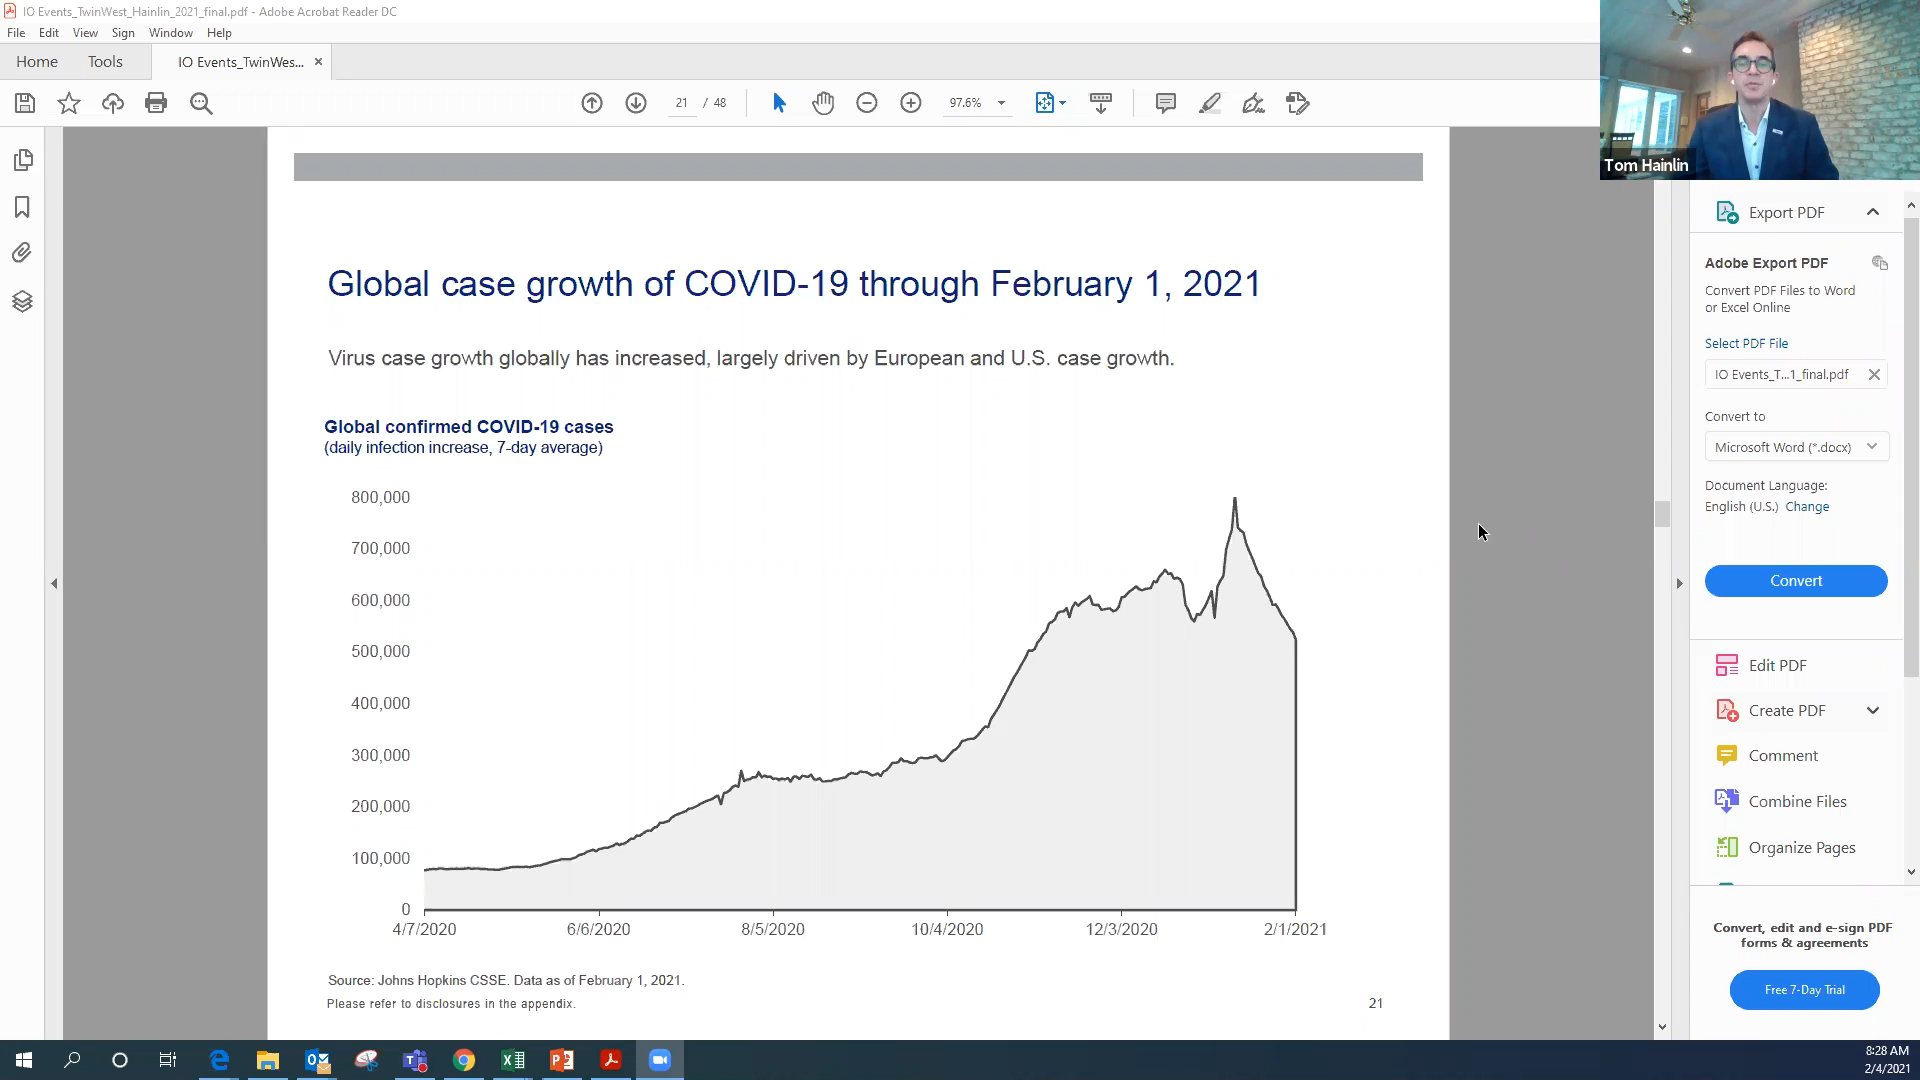 IO Events_TwinWest_Hainlin_2021_final.pdf - Adobe Acrobat Reader DC
File Edit View Sign Window Help
Home Tools IO Events_TwinWes... ×
21 / 48 97.6%
Tom Hainlin
Global case growth of COVID-19 through February 1, 2021
Virus case growth globally has increased, largely driven by European and U.S. case growth.
Global confirmed COVID-19 cases
(daily infection increase, 7-day average)
800,000
700,000
600,000
500,000
400,000
300,000
200,000
100,000
0
4/7/2020 6/6/2020 8/5/2020 10/4/2020 12/3/2020 2/1/2021
Source: Johns Hopkins CSSE. Data as of February 1, 2021.
Please refer to disclosures in the appendix.
21
Export PDF
Adobe Export PDF
Convert PDF Files to Word
or Excel Online
Select PDF File
IO Events_T...1_final.pdf
Convert to
Microsoft Word (*.docx)
Document Language:
English (U.S.) Change
Convert
Edit PDF
Create PDF
Comment
Combine Files
Organize Pages
Convert, edit and e-sign PDF
forms & agreements
Free 7-Day Trial
8:28 AM
2/4/2021